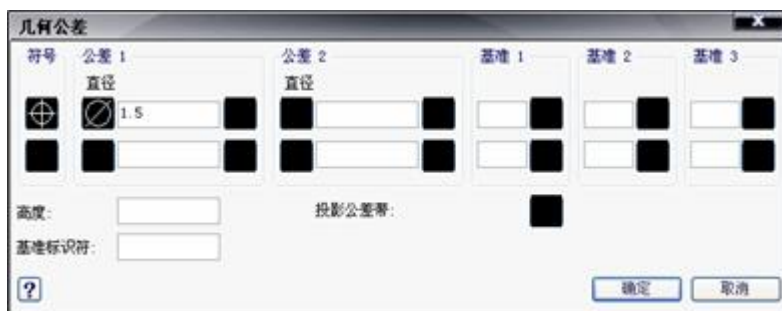 几何公差
符号 公差 1 公差 2 基准 1 基准 2 基准 3
直径 直径
1.5
高度: 投影公差带:
基准标识符:
? 确定 取消